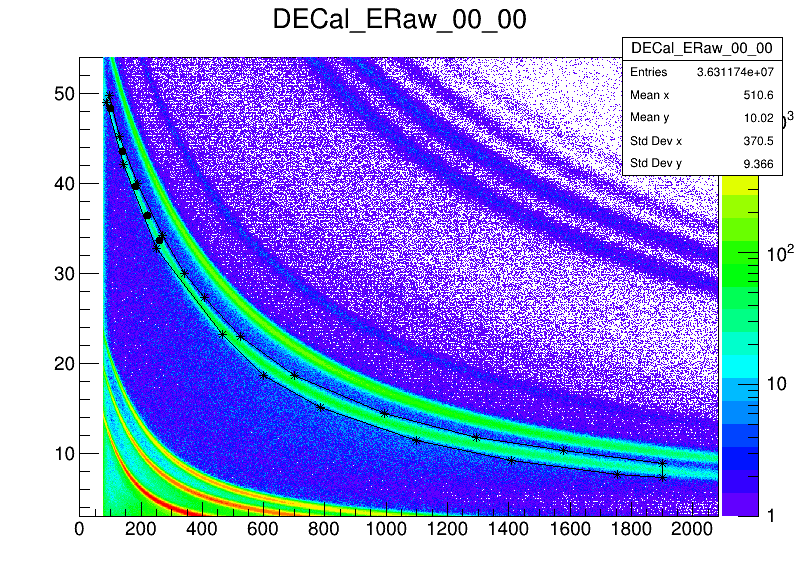 DECal_ERaw_00_00
DECal_ERaw_00_00
Entries 3.631174e+07
Mean x 510.6
Mean y 10.02
Std Dev x 370.5
Std Dev y 9.366
50
40
30
20
10
0 200 400 600 800 1000 1200 1400 1600 1800 2000
10²
10
1